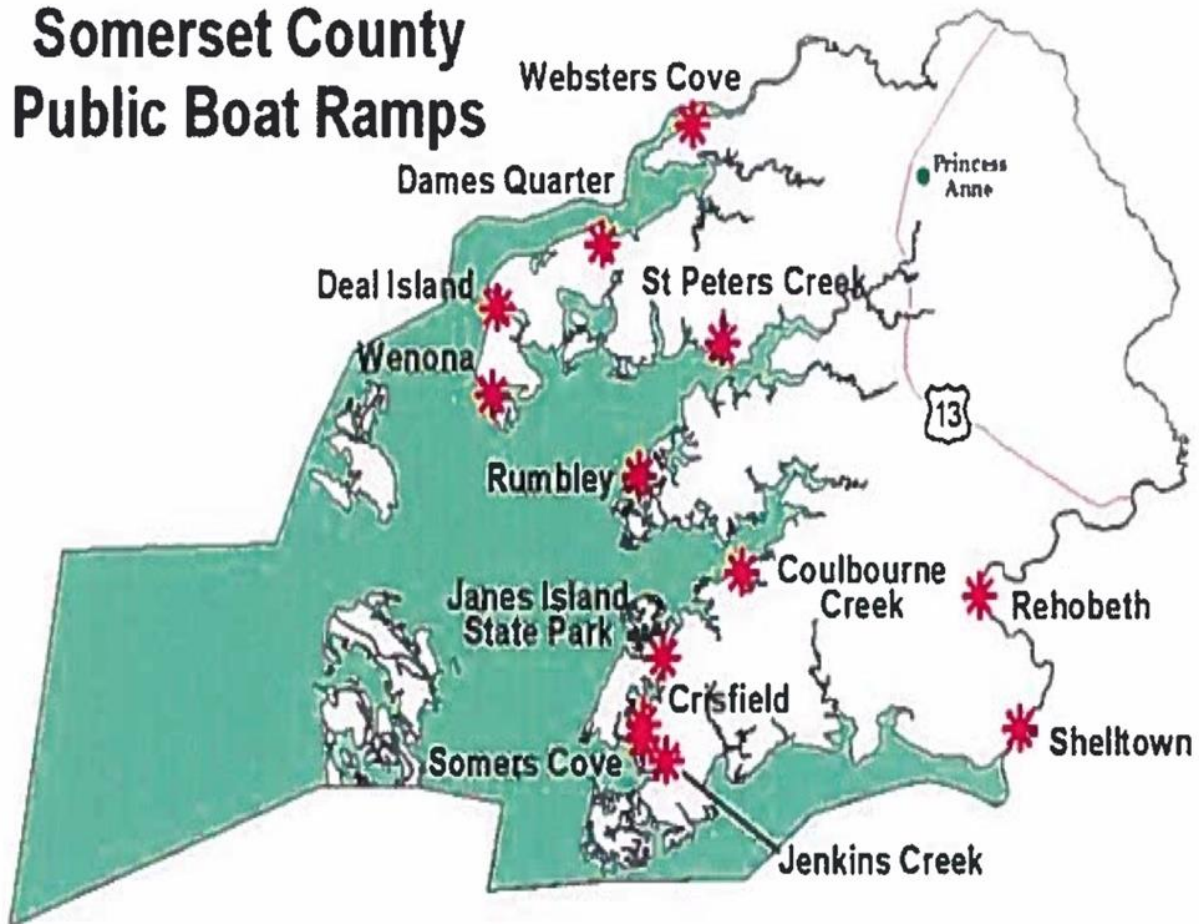 Somerset County
Public Boat Ramps
Websters Cove
Dames Quarter
Princess
Anne
Deal Island
St Peters Creek
Wenona
13
Rumbley
Coulbourne
Creek
Janes Island
State Park
Rehobeth
Crisfield
Somers Cove
Shelltown
Jenkins Creek